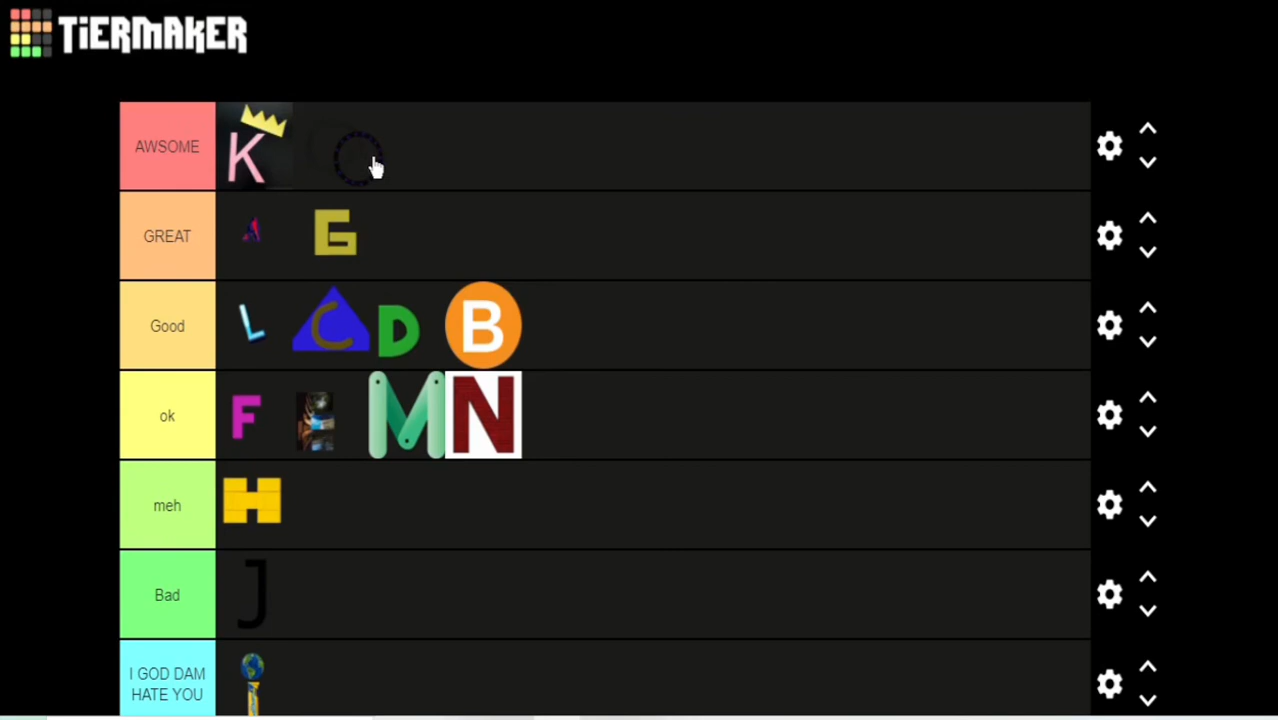 TIERMAKER
AWSOME K O
GREAT A G
Good L C D B
ok F E M N
meh H
Bad J
I GOD DAM
HATE YOU